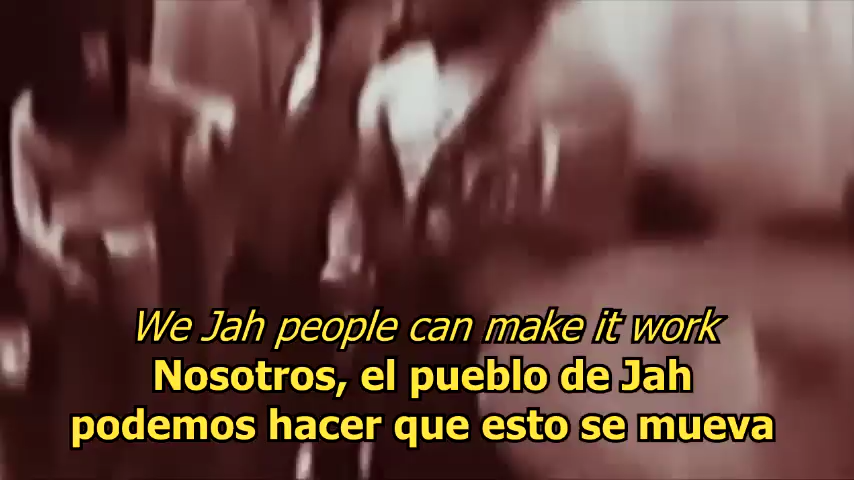 We Jah people can make it work
Nosotros, el pueblo de Jah
podemos hacer que esto se mueva